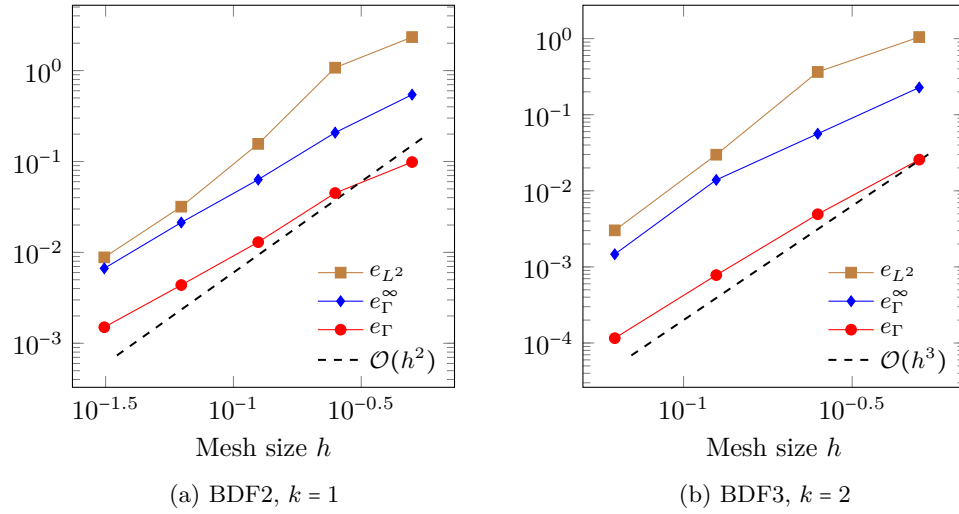 10^0
10^{-1}
10^{-2}
10^{-3}
10^{-1.5}
10^{-1}
10^{-0.5}
Mesh size h
e_{L^2}
e_Γ^∞
e_Γ
O(h^2)
(a) BDF2, k = 1
10^0
10^{-1}
10^{-2}
10^{-3}
10^{-4}
10^{-1}
10^{-0.5}
Mesh size h
e_{L^2}
e_Γ^∞
e_Γ
O(h^3)
(b) BDF3, k = 2